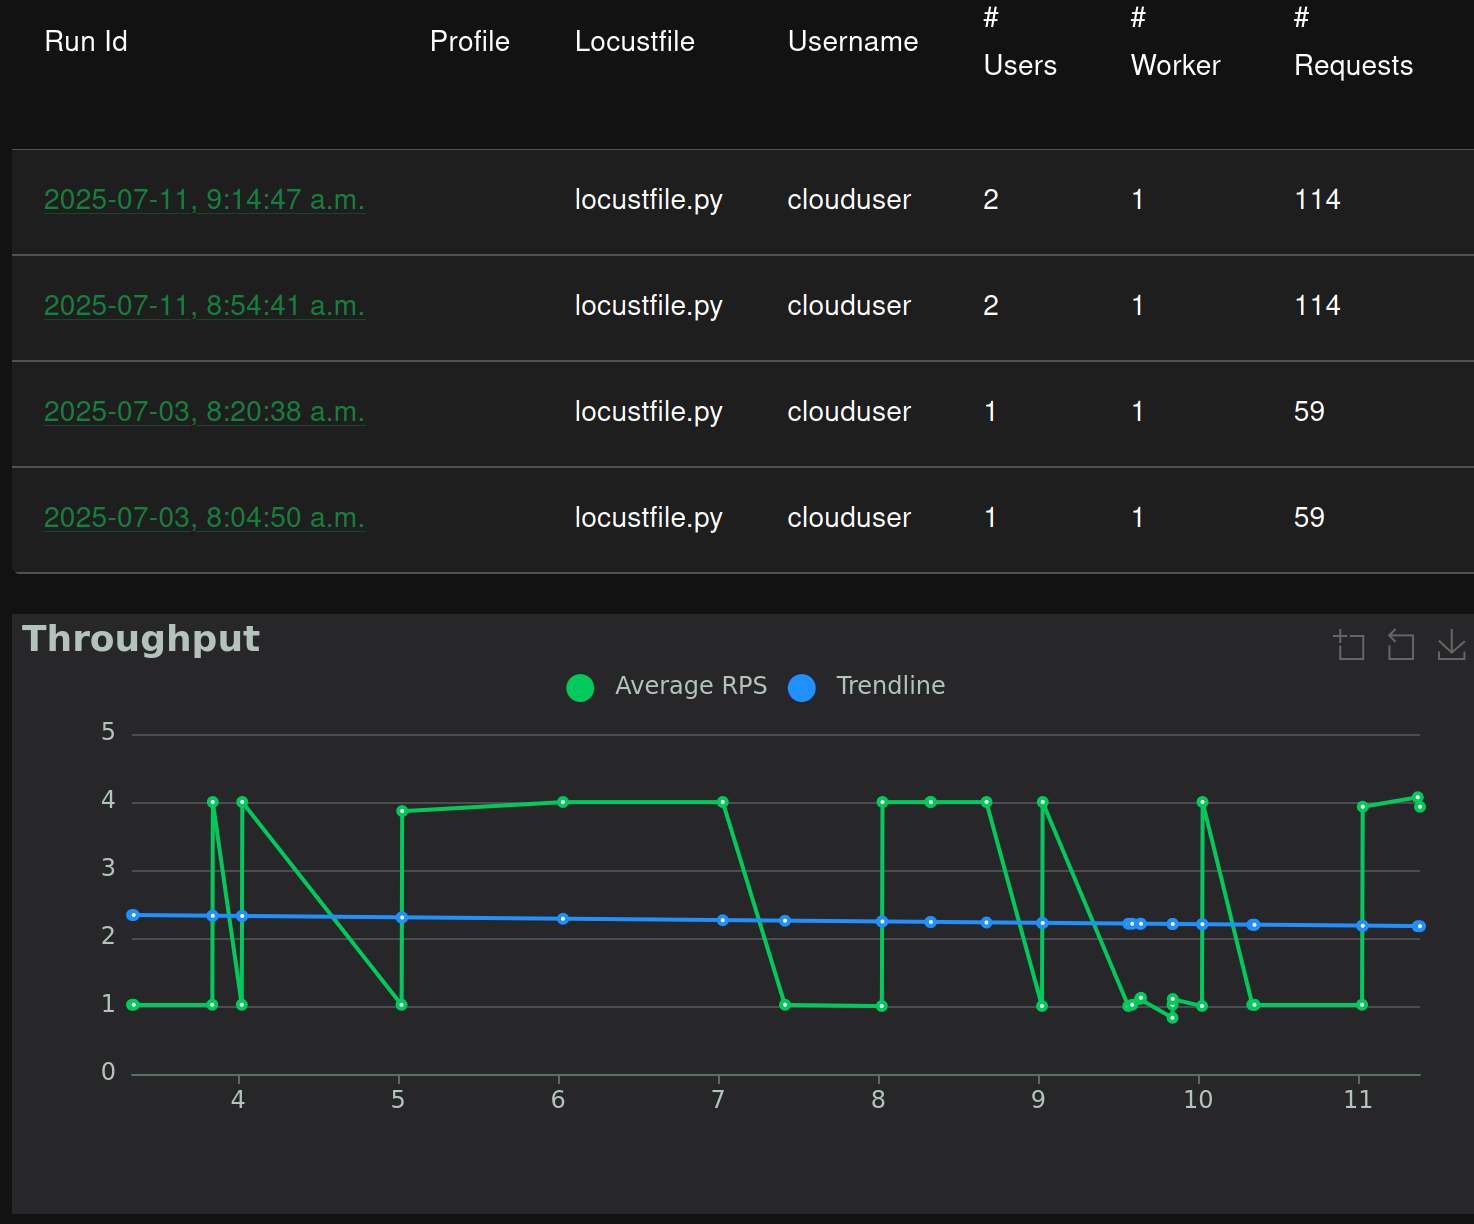 Run Id Profile Locustfile Username # Users # Worker # Requests
2025-07-11, 9:14:47 a.m. locustfile.py clouduser 2 1 114
2025-07-11, 8:54:41 a.m. locustfile.py clouduser 2 1 114
2025-07-03, 8:20:38 a.m. locustfile.py clouduser 1 1 59
2025-07-03, 8:04:50 a.m. locustfile.py clouduser 1 1 59
Throughput
Average RPS Trendline
5
4
3
2
1
0
4 5 6 7 8 9 10 11